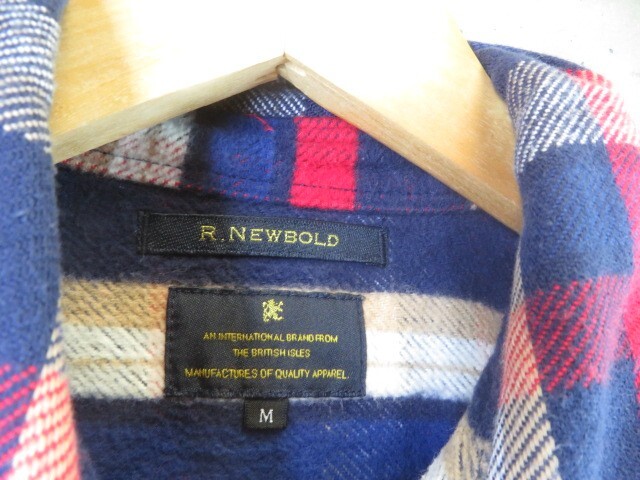 R. NEWBOLD
AN INTERNATIONAL BRAND FROM
THE BRITISH ISLES
MANUFACTURES OF QUALITY APPAREL.
M